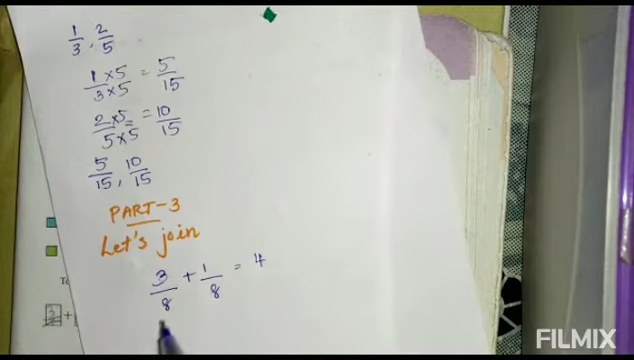 1/3, 2/5
1×5/3×5 = 5/15
2×5/5×5 = 10/15
5/15, 10/15
PART-3
Let's join
3/8 + 1/8 = 4
FILMIX